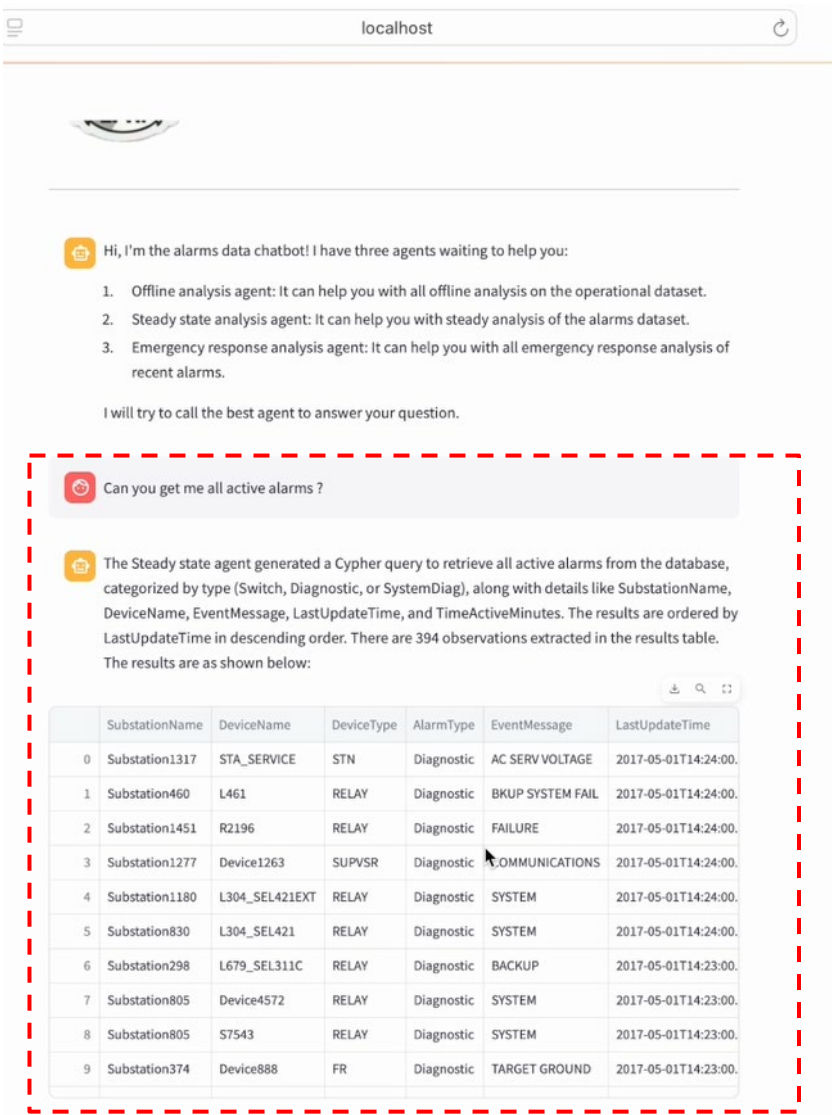 localhost
Hi, I'm the alarms data chatbot! I have three agents waiting to help you:
1. Offline analysis agent: It can help you with all offline analysis on the operational dataset.
2. Steady state analysis agent: It can help you with steady analysis of the alarms dataset.
3. Emergency response analysis agent: It can help you with all emergency response analysis of
recent alarms.
I will try to call the best agent to answer your question.
Can you get me all active alarms ?
The Steady state agent generated a Cypher query to retrieve all active alarms from the database,
categorized by type (Switch, Diagnostic, or SystemDiag), along with details like SubstationName,
DeviceName, EventMessage, LastUpdateTime, and TimeActiveMinutes. The results are ordered by
LastUpdateTime in descending order. There are 394 observations extracted in the results table.
The results are as shown below:
SubstationName DeviceName DeviceType AlarmType EventMessage LastUpdateTime
0 Substation1317 STA_SERVICE STN Diagnostic AC SERV VOLTAGE 2017-05-01T14:24:00.
1 Substation460 L461 RELAY Diagnostic BKUP SYSTEM FAIL 2017-05-01T14:24:00.
2 Substation1451 R2196 RELAY Diagnostic FAILURE 2017-05-01T14:24:00.
3 Substation1277 Device1263 SUPVSR Diagnostic COMMUNICATIONS 2017-05-01T14:24:00.
4 Substation1180 L304_SEL421EXT RELAY Diagnostic SYSTEM 2017-05-01T14:24:00.
5 Substation830 L304_SEL421 RELAY Diagnostic SYSTEM 2017-05-01T14:24:00.
6 Substation298 L679_SEL311C RELAY Diagnostic BACKUP 2017-05-01T14:23:00.
7 Substation805 Device4572 RELAY Diagnostic SYSTEM 2017-05-01T14:23:00.
8 Substation805 S7543 RELAY Diagnostic SYSTEM 2017-05-01T14:23:00.
9 Substation374 Device888 FR Diagnostic TARGET GROUND 2017-05-01T14:23:00.